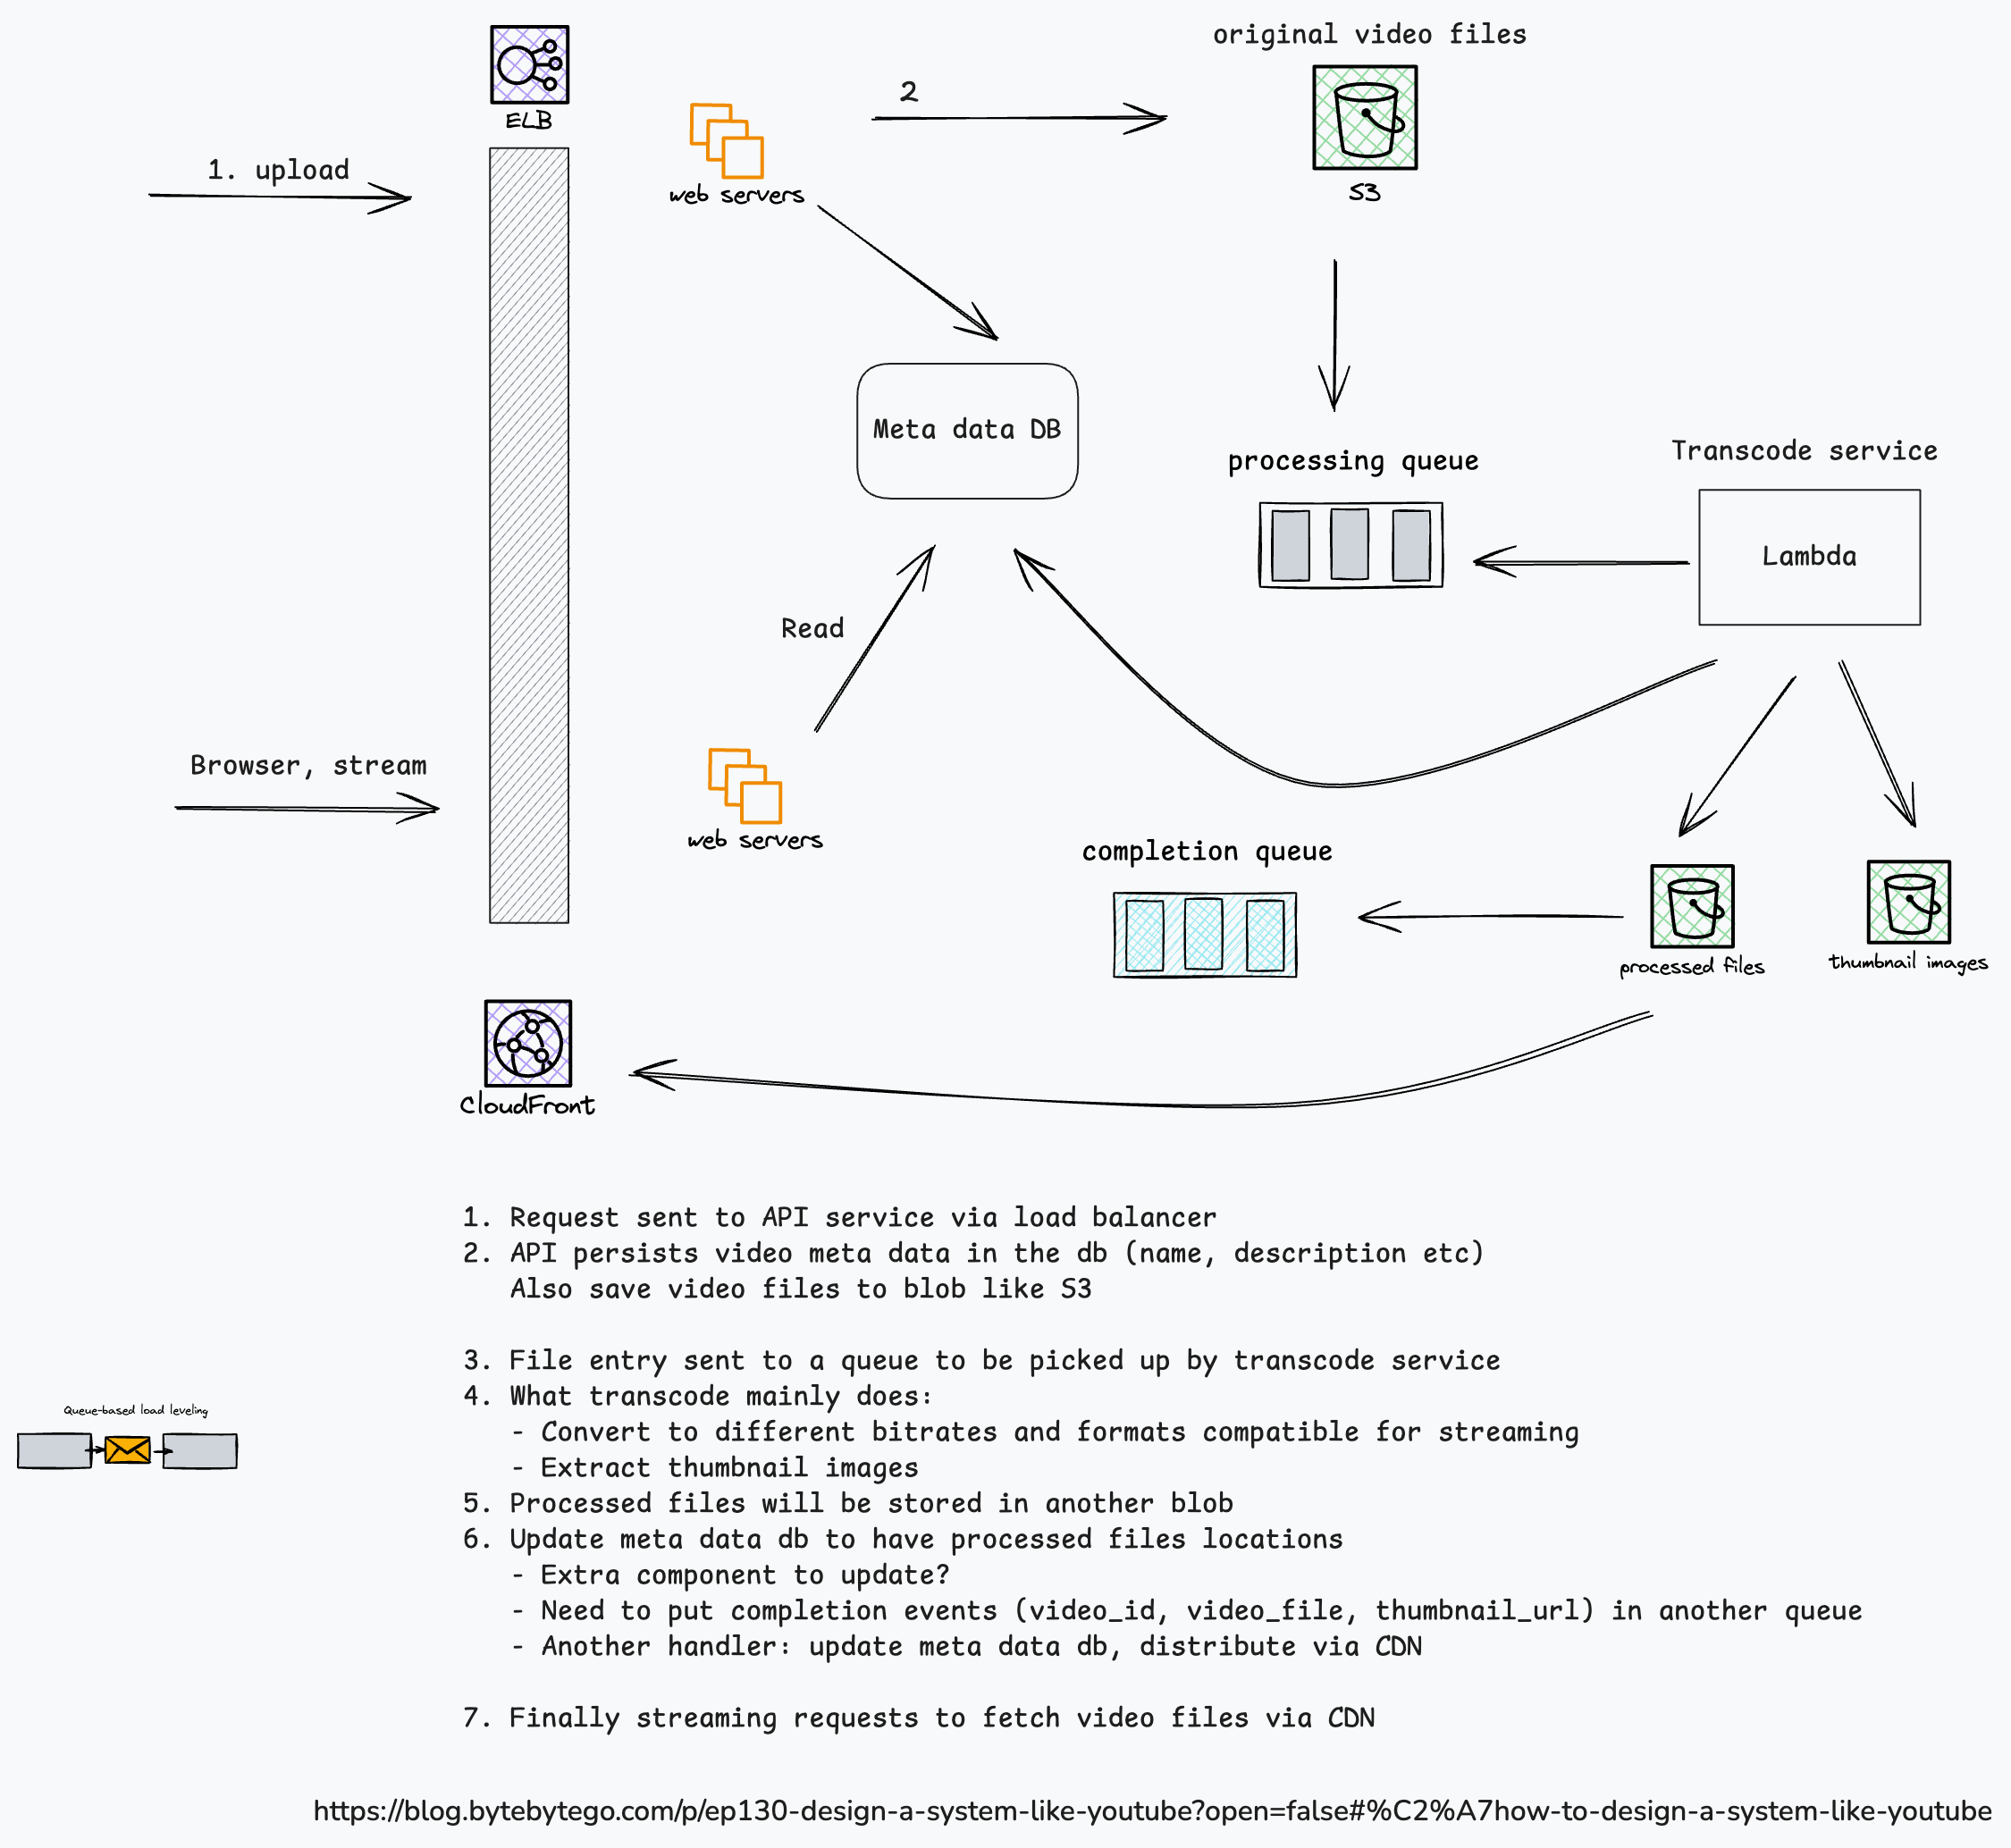 original video files
ELB
2
S3
1. upload
web servers
Meta data DB
processing queue
Transcode service
Lambda
Read
Browser, stream
web servers
completion queue
processed files
thumbnail images
CloudFront
1. Request sent to API service via load balancer
2. API persists video meta data in the db (name, description etc)
Also save video files to blob like S3
3. File entry sent to a queue to be picked up by transcode service
4. What transcode mainly does:
- Convert to different bitrates and formats compatible for streaming
- Extract thumbnail images
5. Processed files will be stored in another blob
6. Update meta data db to have processed files locations
- Extra component to update?
- Need to put completion events (video_id, video_file, thumbnail_url) in another queue
- Another handler: update meta data db, distribute via CDN
7. Finally streaming requests to fetch video files via CDN
Queue-based load leveling
https://blog.bytebytego.com/p/ep130-design-a-system-like-youtube?open=false#%C2%A7how-to-design-a-system-like-youtube